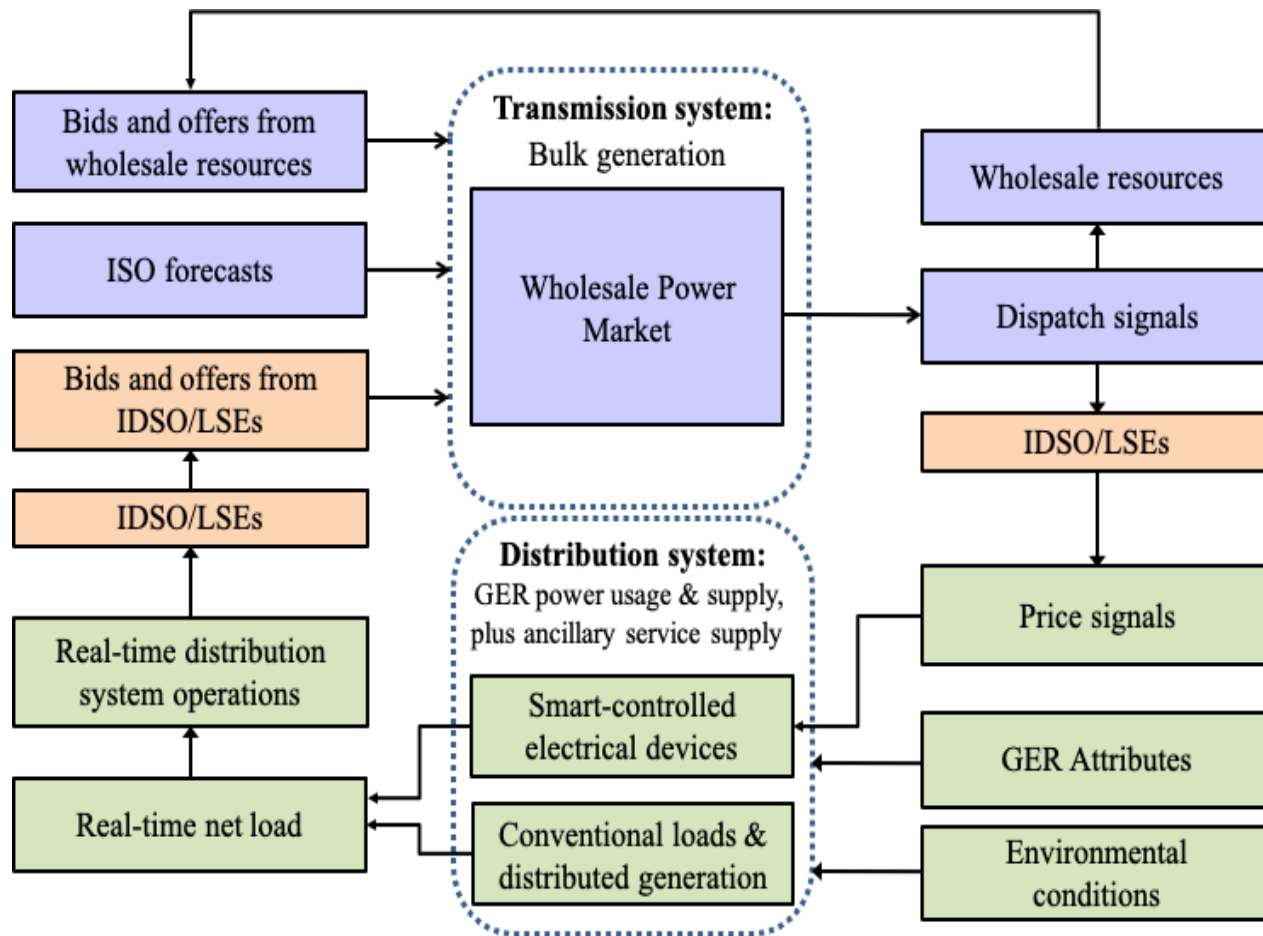 Bids and offers from
wholesale resources
ISO forecasts
Bids and offers from
IDSO/LSEs
IDSO/LSEs
Real-time distribution
system operations
Real-time net load
Transmission system:
Bulk generation
Wholesale Power
Market
Distribution system:
GER power usage & supply,
plus ancillary service supply
Smart-controlled
electrical devices
Conventional loads &
distributed generation
Wholesale resources
Dispatch signals
IDSO/LSEs
Price signals
GER Attributes
Environmental
conditions